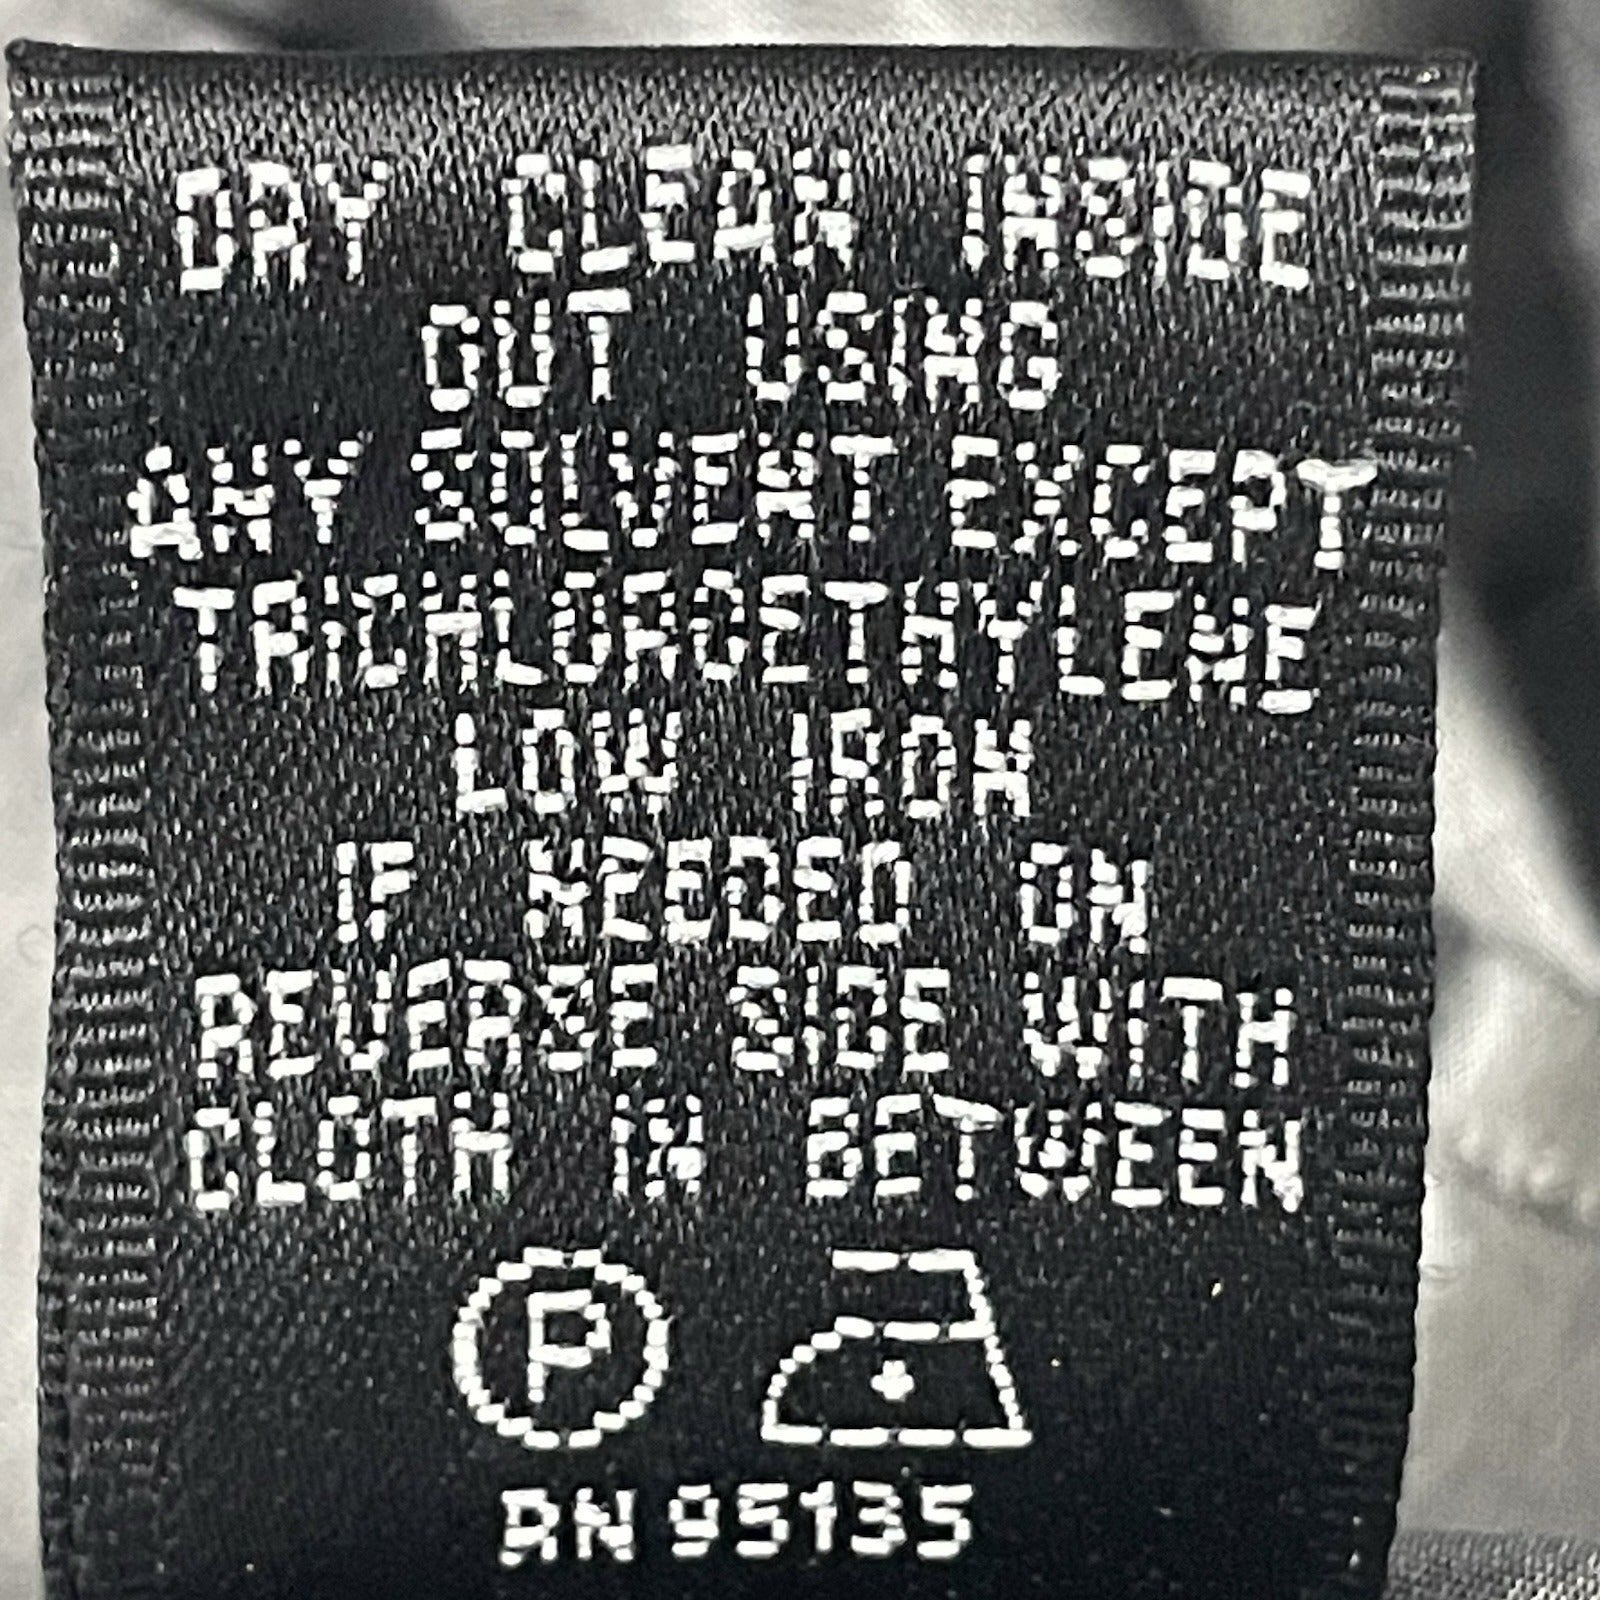 DRY CLEAN INSIDE
OUT USING
ANY SOLVENT EXCEPT
TRICHLOROETHYLENE
LOW IRON
IF NEEDED ON
REVERSE SIDE WITH
CLOTH IN BETWEEN
P
RN 95135